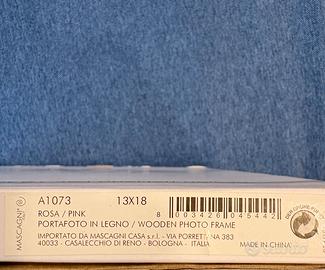 A1073 13X18
ROSA / PINK
8 003426 045442
PORTAFOTO IN LEGNO / WOODEN PHOTO FRAME
IMPORTATO DA MASCAGNI CASA s.r.l. - VIA PORRETTANA 383
40033 - CASALECCHIO DI RENO - BOLOGNA - ITALIA
MADE IN CHINA
MASCAGNI